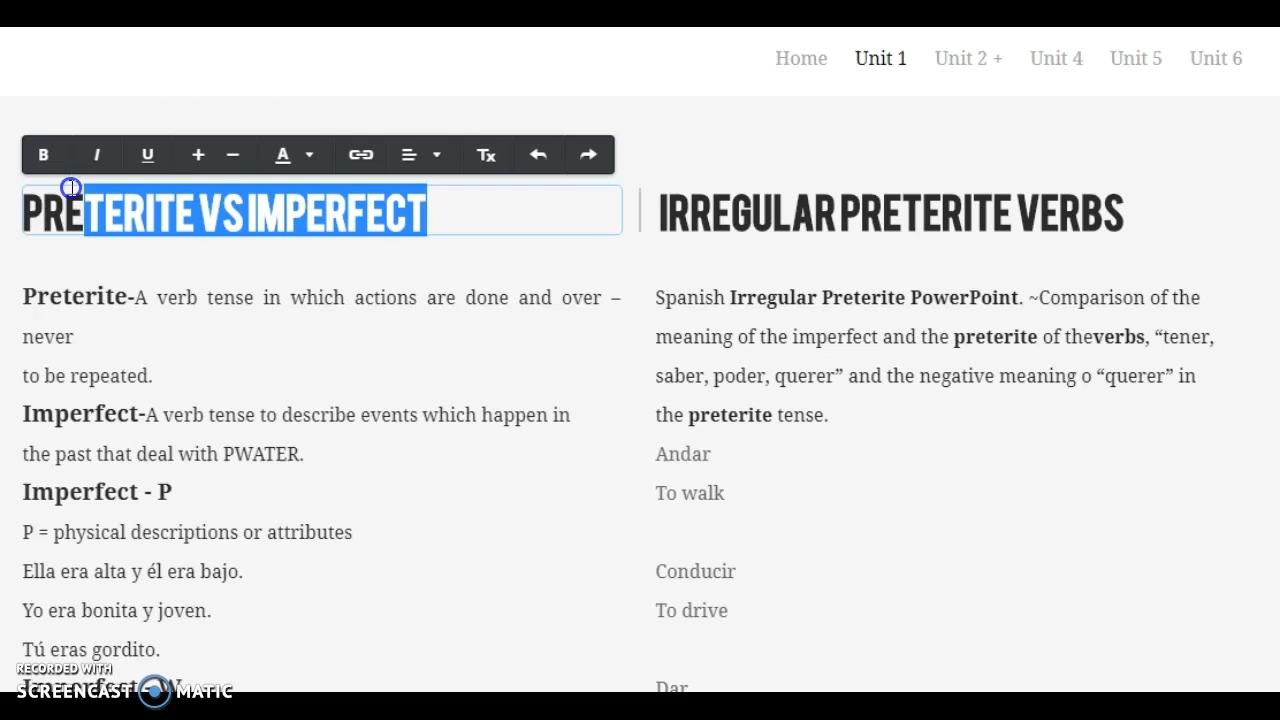 Home Unit 1 Unit 2 + Unit 4 Unit 5 Unit 6
B I U + − A Tx
PRETERITE VS IMPERFECT
Preterite-A verb tense in which actions are done and over –
never
to be repeated.
Imperfect-A verb tense to describe events which happen in
the past that deal with PWATER.
Imperfect - P
P = physical descriptions or attributes
Ella era alta y él era bajo.
Yo era bonita y joven.
Tú eras gordito.
Imperfect - W
IRREGULAR PRETERITE VERBS
Spanish Irregular Preterite PowerPoint. ~Comparison of the
meaning of the imperfect and the preterite of theverbs, “tener,
saber, poder, querer” and the negative meaning o “querer” in
the preterite tense.
Andar
To walk
Conducir
To drive
Dar
RECORDED WITH
SCREENCAST MATIC